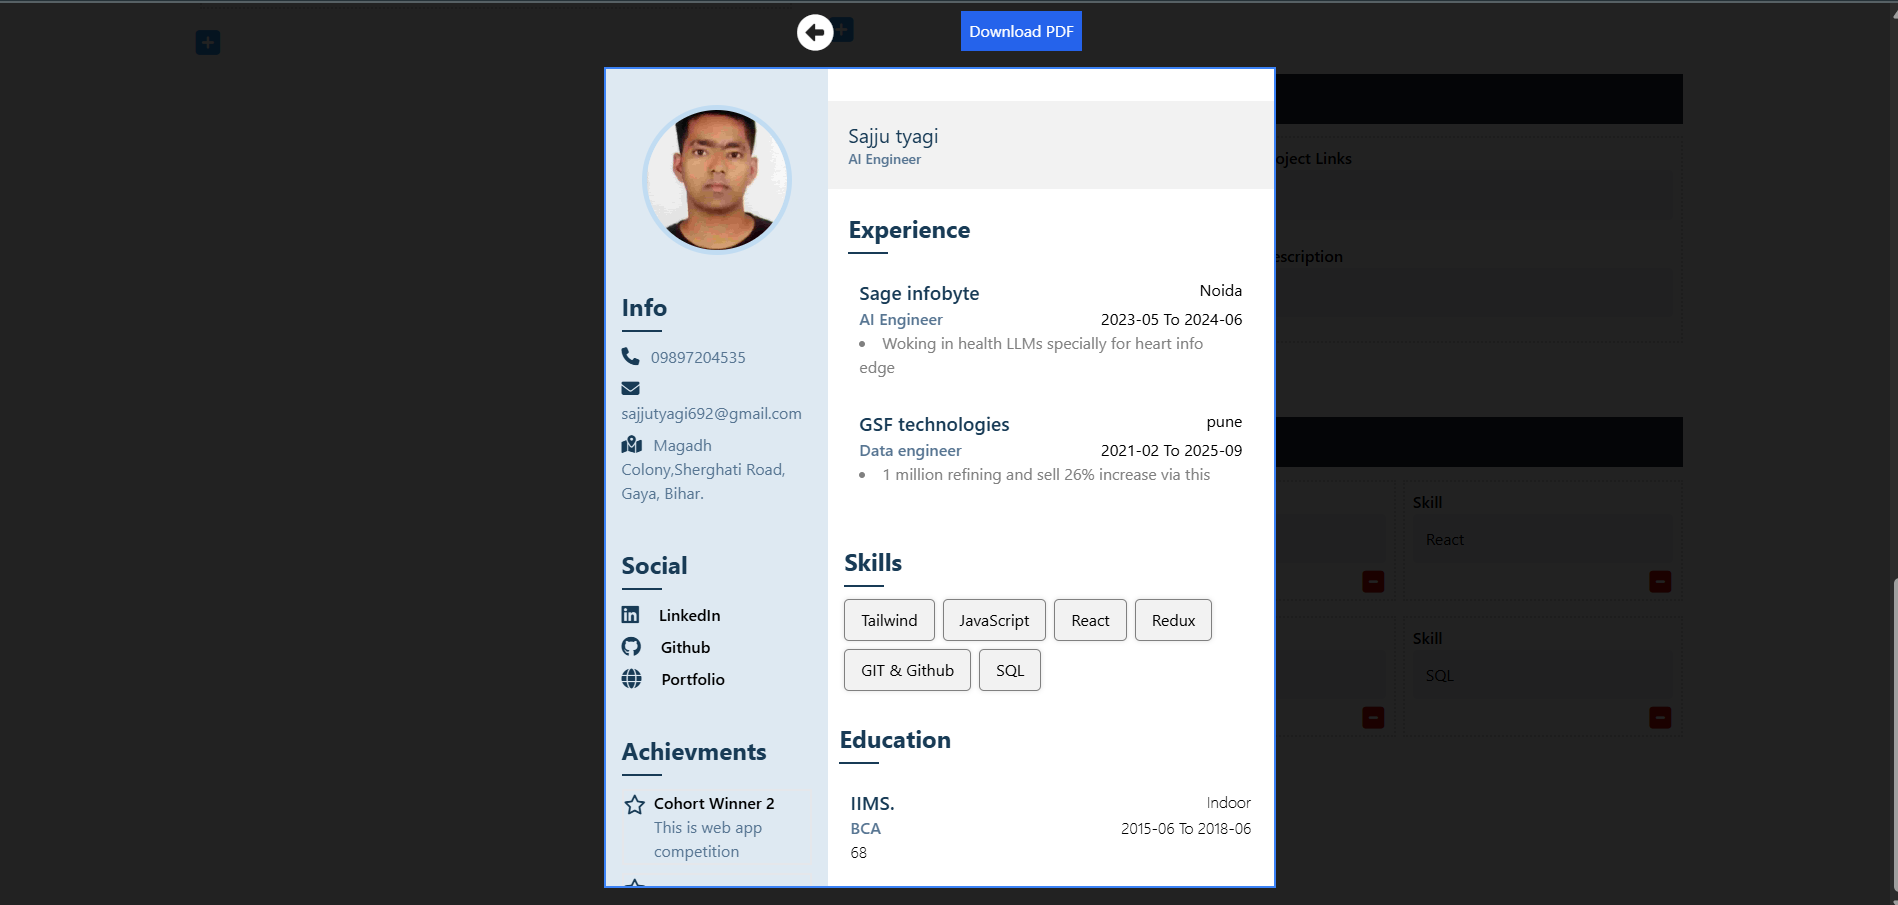 Download PDF
Sajju tyagi
AI Engineer
Info
09897204535
sajjutyagi692@gmail.com
Magadh
Colony,Sherghati Road,
Gaya, Bihar.
Social
LinkedIn
Github
Portfolio
Achievments
Cohort Winner 2
This is web app
competition
Experience
Sage infobyte
Noida
AI Engineer
2023-05 To 2024-06
• Woking in health LLMs specially for heart info
edge
GSF technologies
pune
Data engineer
2021-02 To 2025-09
• 1 million refining and sell 26% increase via this
Skills
Tailwind
JavaScript
React
Redux
GIT & Github
SQL
Education
IIMS.
Indoor
BCA
2015-06 To 2018-06
68
oject Links
escription
Skill
React
Skill
SQL